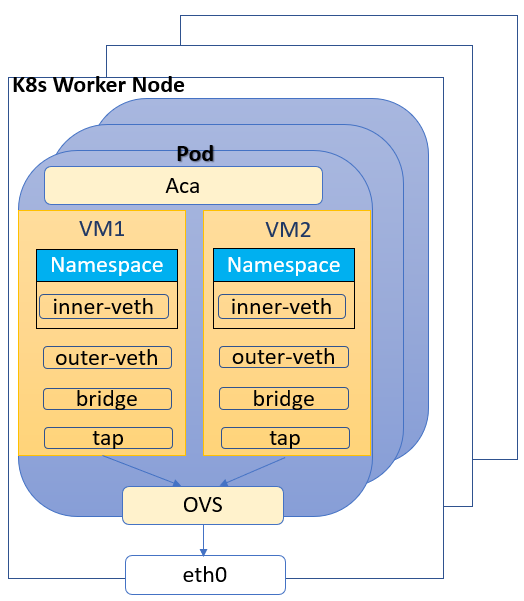 K8s Worker Node
Pod
Aca
VM1
VM2
Namespace
Namespace
inner-veth
inner-veth
outer-veth
outer-veth
bridge
bridge
tap
tap
OVS
eth0